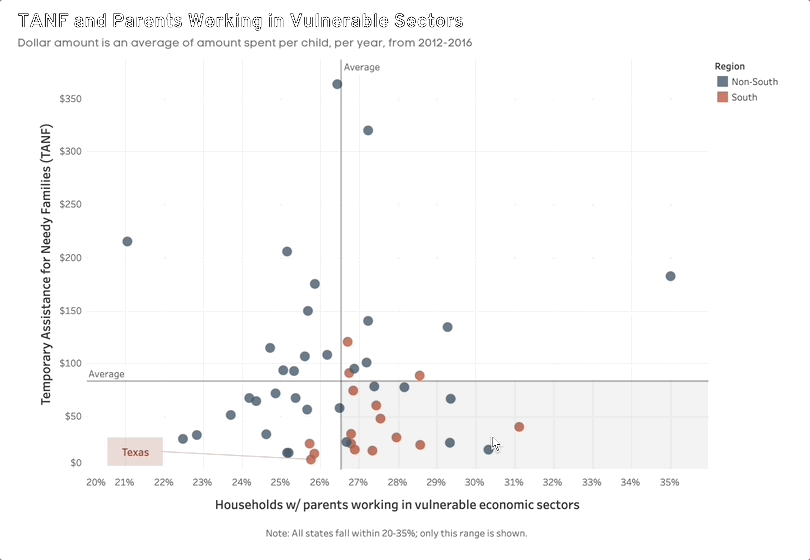 TANF and Parents Working in Vulnerable Sectors
Dollar amount is an average of amount spent per child, per year, from 2012-2016
Average
Region
Non-South
South
$350
$300
$250
$200
$150
$100
$50
$0
Temporary Assistance for Needy Families (TANF)
Average
Texas
20% 21% 22% 23% 24% 25% 26% 27% 28% 29% 30% 31% 32% 33% 34% 35%
Households w/ parents working in vulnerable economic sectors
Note: All states fall within 20-35%; only this range is shown.